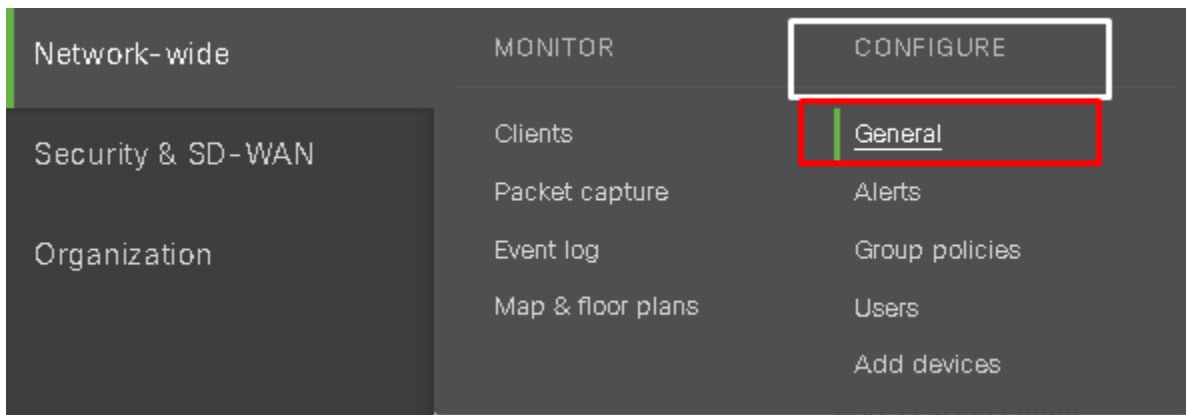 Network-wide
Security & SD-WAN
Organization
MONITOR
Clients
Packet capture
Event log
Map & floor plans
CONFIGURE
General
Alerts
Group policies
Users
Add devices